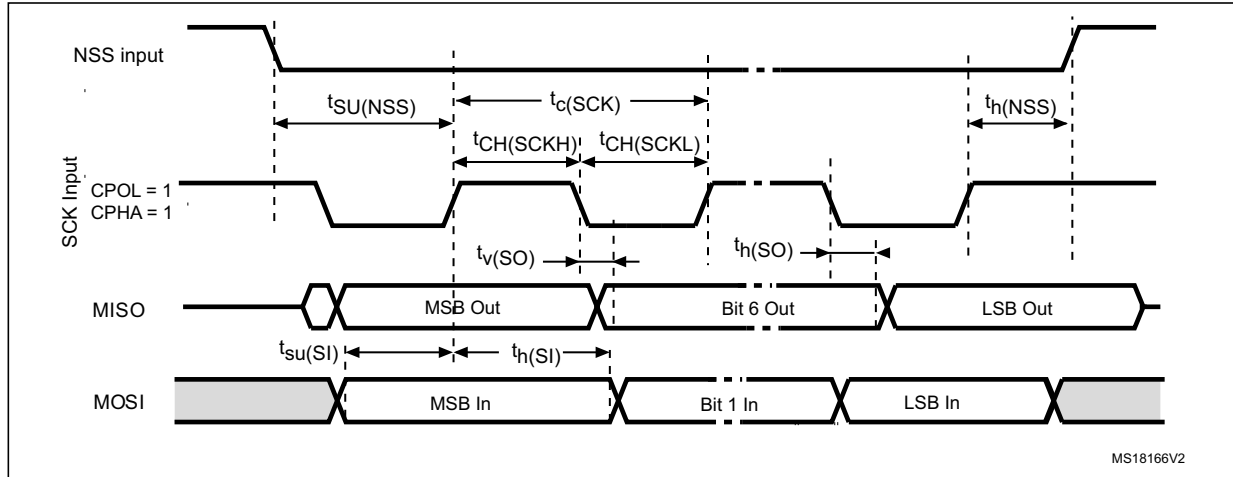 NSS input
tSU(NSS)
tc(SCK)
th(NSS)
tCH(SCKH)
tCH(SCKL)
SCK Input
CPOL = 1
CPHA = 1
tv(SO)
th(SO)
MISO
MSB Out
Bit 6 Out
LSB Out
tsu(SI)
th(SI)
MOSI
MSB In
Bit 1 In
LSB In
MS18166V2